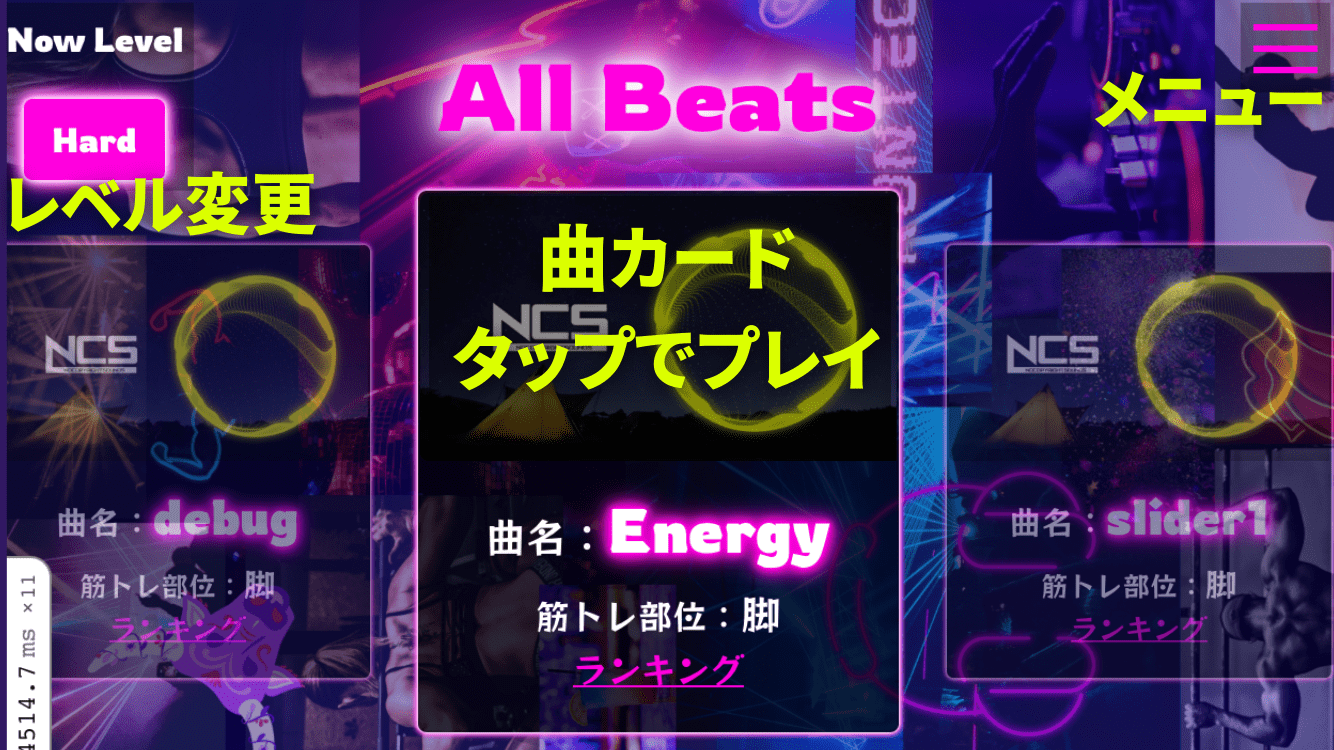 Now Level
Hard
レベル変更
All Beats
メニュー
NCS
曲名：debug
筋トレ部位：脚
ランキング
NCS
曲カード
タップでプレイ
曲名：Energy
筋トレ部位：脚
ランキング
NCS
曲名：slider1
筋トレ部位：脚
ランキング
4514.7 ms ×11